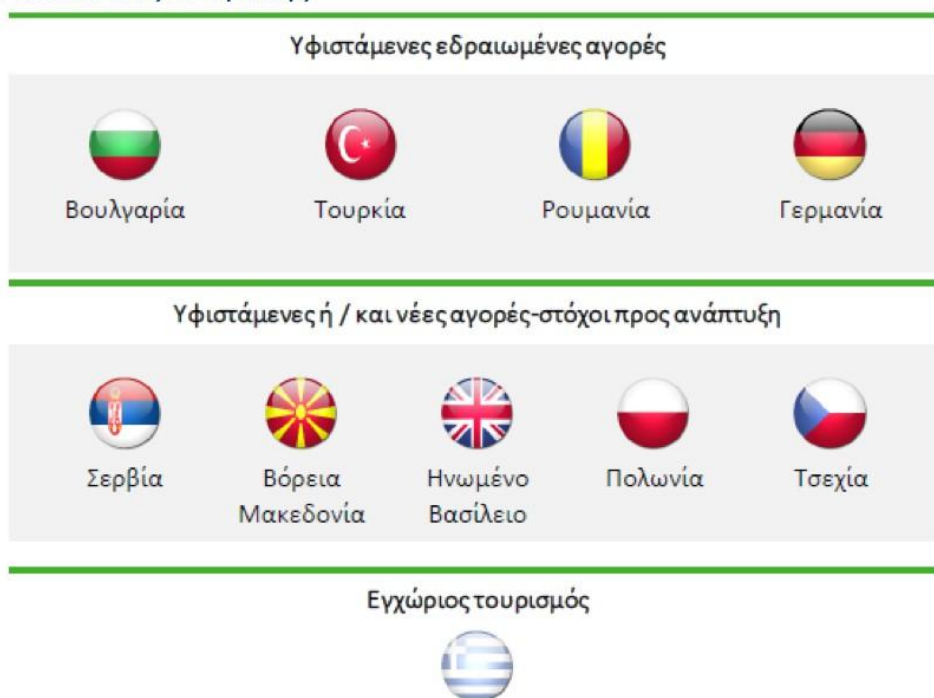 Υφιστάμενες εδραιωμένες αγορές
Βουλγαρία Τουρκία Ρουμανία Γερμανία
Υφιστάμενες ή / και νέες αγορές-στόχοι προς ανάπτυξη
Σερβία Βόρεια Μακεδονία Ηνωμένο Βασίλειο Πολωνία Τσεχία
Εγχώριος τουρισμός